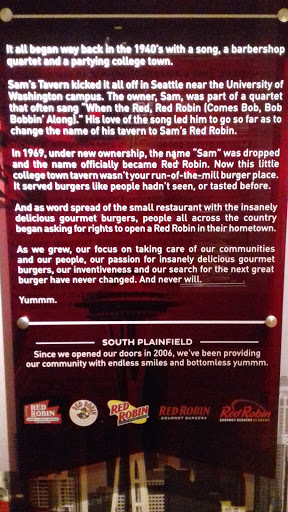 It all began way back in the 1940's with a song, a barbershop
quartet and a partying college town.
Sam's Tavern kicked it all off in Seattle near the University of
Washington campus. The owner, Sam, was part of a quartet
that often sang "When the Red, Red Robin (Comes Bob, Bob
Bobbin' Along)." His love of the song led him to go so far as
to change the name of his tavern to Sam's Red Robin.
In 1969, under new ownership, the name "Sam" was dropped
and the name officially became Red Robin. Now this little
college town tavern wasn't your run-of-the-mill burger place.
It served burgers like people hadn't seen, or tasted before.
And as word spread of the small restaurant with the insanely
delicious gourmet burgers, people all across the country
began asking for rights to open a Red Robin in their hometown.
As we grew, our focus on taking care of our communities
and our people, our passion for insanely delicious gourmet
burgers, our inventiveness and our search for the next great
burger have never changed. And never will.
Yummm.
SOUTH PLAINFIELD
Since we opened our doors in 2006, we've been providing
our community with endless smiles and bottomless yummm.
RED ROBIN
RED ROBIN
RED ROBIN
RED ROBIN
GOURMET BURGERS
Red Robin